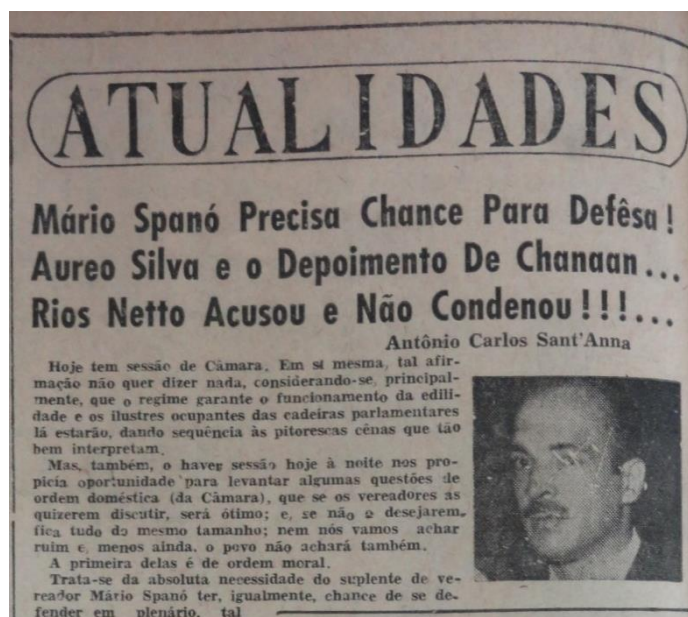 ATUALIDADES
Mário Spanó Precisa Chance Para Defêsa!
Aureo Silva e o Depoimento De Chanaan...
Rios Netto Acusou e Não Condenou!!!...
Antônio Carlos Sant'Anna
Hoje tem sessão de Câmara. Em si mesma, tal afir-
mação não quer dizer nada, considerando-se, principal-
mente, que o regime garante o funcionamento da edili-
dade e os ilustres ocupantes das cadeiras parlamentares
lá estarão, dando sequência às pitorescas cênas que tão
bem interpretam.
Mas, também, o haver sessão hoje à noite nos pro-
picia oportunidade para levantar algumas questões de
ordem doméstica (da Câmara), que se os vereadores as
quizerem discutir, será ótimo; e, se não o desejarem,
fica tudo do mesmo tamanho; nem nós vamos achar
ruim e, menos ainda, o povo não achará também.
A primeira delas é de ordem moral.
Trata-se da absoluta necessidade do suplente de ve-
reador Mário Spanó ter, igualmente, chance de se de-
fender em plenário, tal